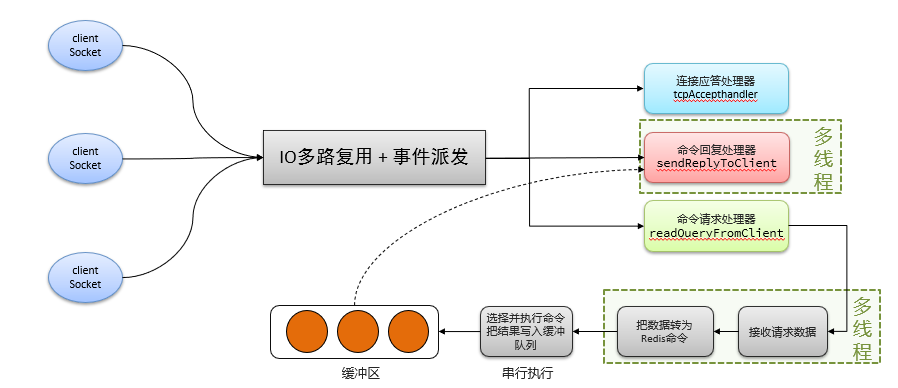 client
Socket
client
Socket
client
Socket
IO多路复用 + 事件派发
连接应答处理器
tcpAccepthandler
命令回复处理器
sendReplyToClient
多
线
程
命令请求处理器
readQueryFromClient
多
线
程
接收请求数据
把数据转为
Redis命令
选择并执行命令
把结果写入缓冲
队列
串行执行
缓冲区